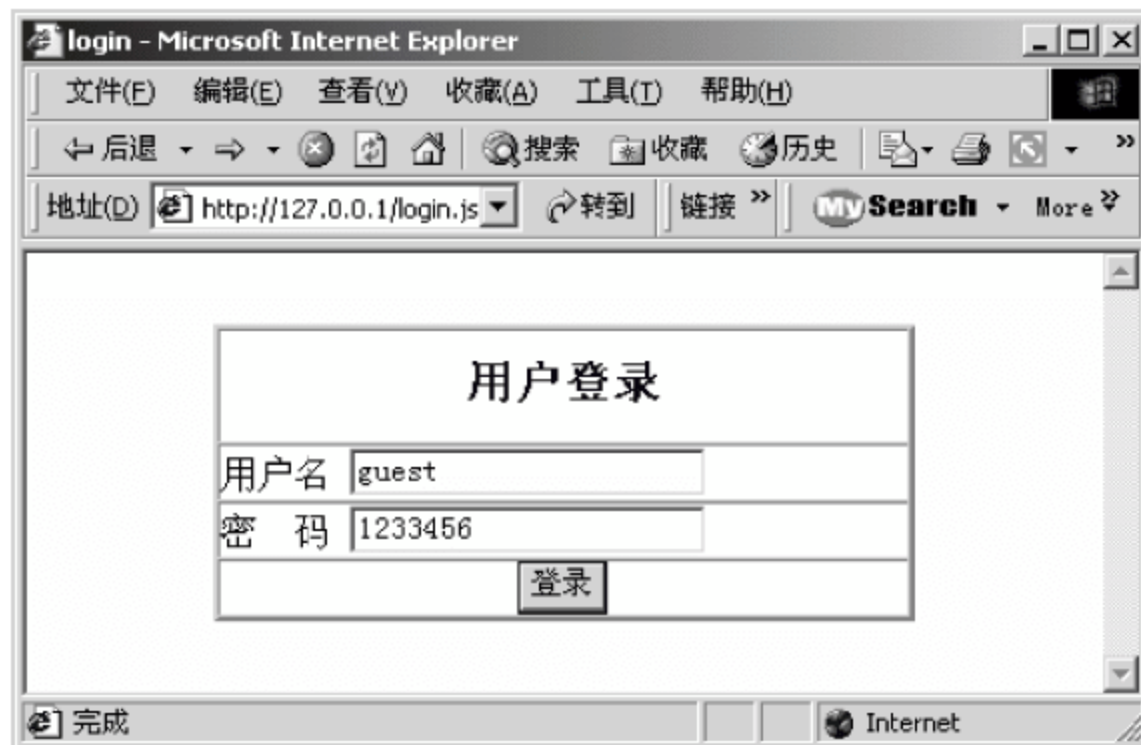 login - Microsoft Internet Explorer
文件(F) 编辑(E) 查看(V) 收藏(A) 工具(T) 帮助(H)
后退 搜索 收藏 历史 »
地址(D) http://127.0.0.1/login.js 转到 链接 » My Search More »
用户登录
用户名 guest
密 码 1233456
登录
完成 Internet